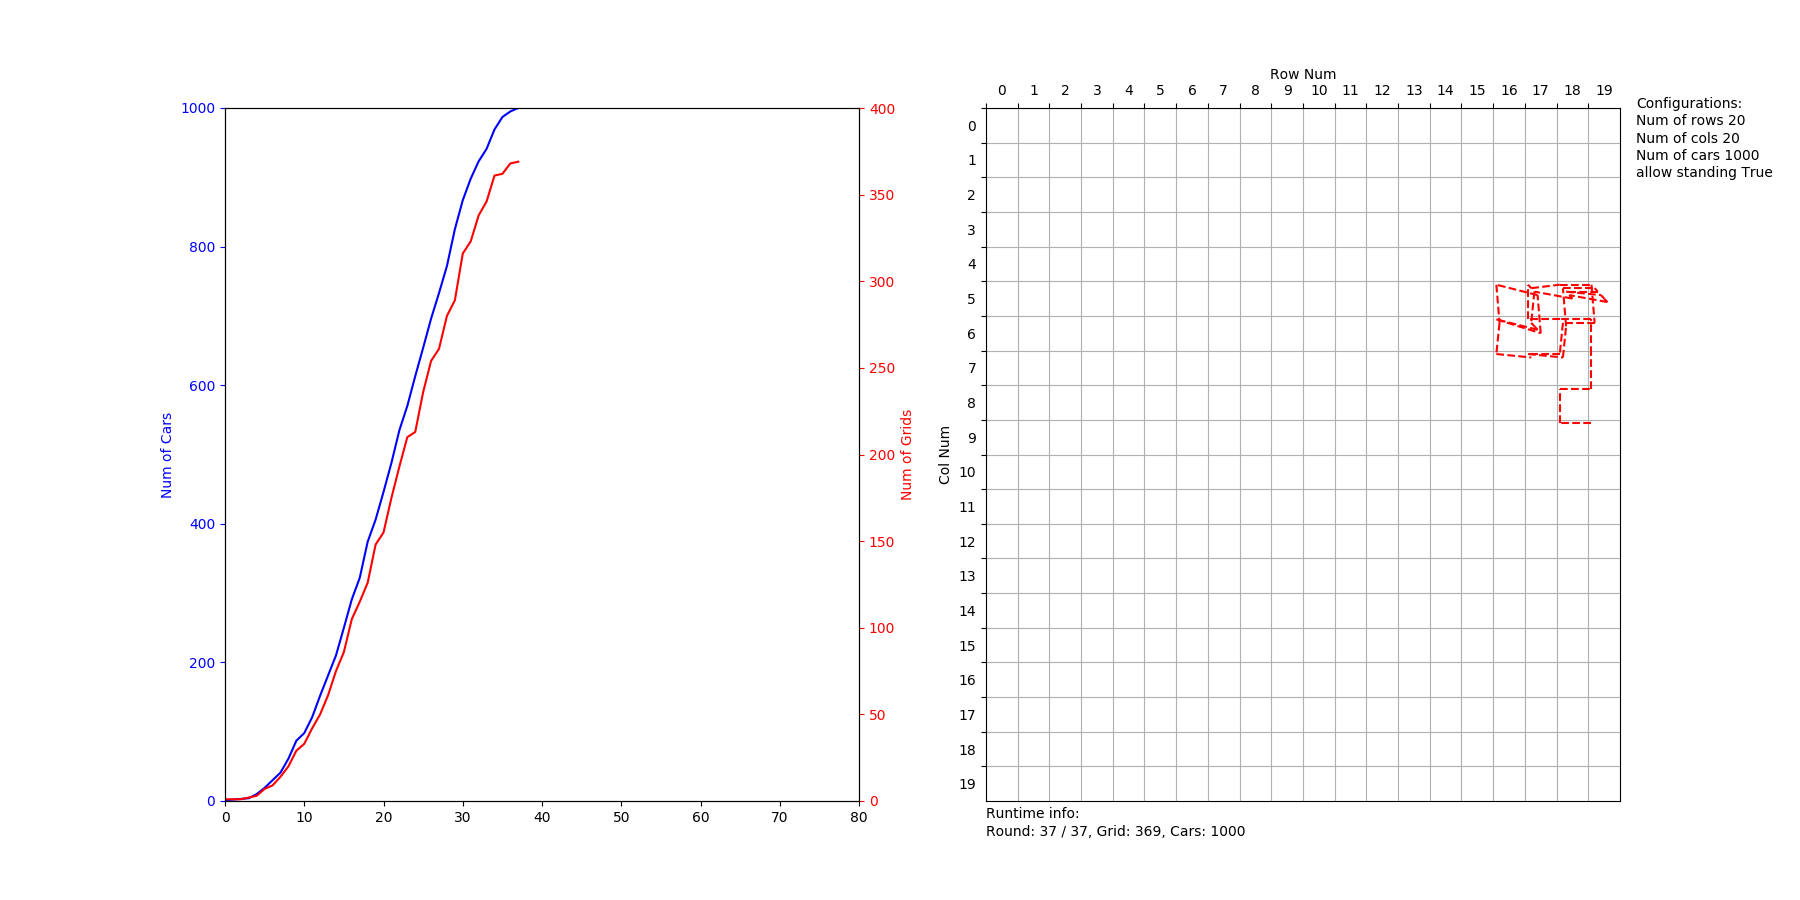 Row Num
0 1 2 3 4 5 6 7 8 9 10 11 12 13 14 15 16 17 18 19
1000
800
600
400
200
0
Num of Cars
0 10 20 30 40 50 60 70 80
400
350
300
250
200
150
100
50
0
Num of Grids
Col Num
0
1
2
3
4
5
6
7
8
9
10
11
12
13
14
15
16
17
18
19
Configurations:
Num of rows 20
Num of cols 20
Num of cars 1000
allow standing True
Runtime info:
Round: 37 / 37, Grid: 369, Cars: 1000